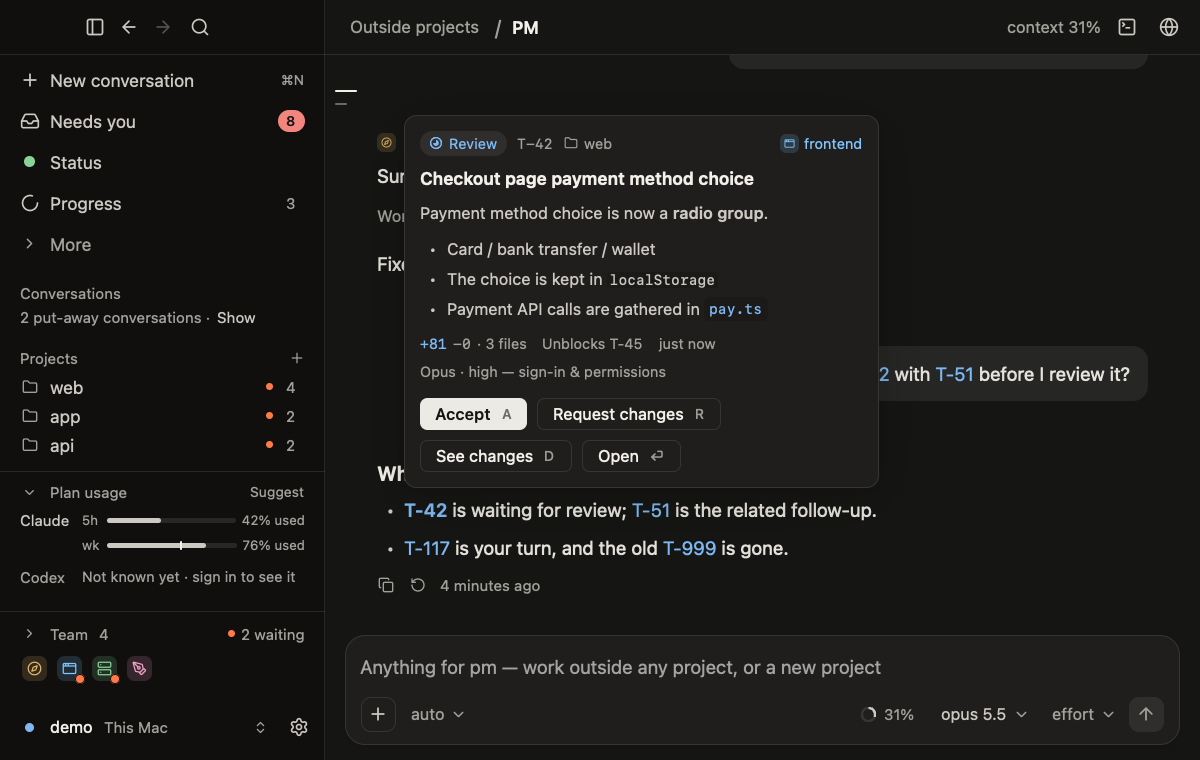 Outside projects / PM
context 31%
New conversation ⌘N
Needs you 8
Status
Progress 3
More
Conversations
2 put-away conversations · Show
Projects
web 4
app 2
api 2
Plan usage Suggest
Claude 5h 42% used
wk 76% used
Codex Not known yet · sign in to see it
Team 4 2 waiting
demo This Mac
Review T–42 web frontend
Checkout page payment method choice
Payment method choice is now a radio group.
• Card / bank transfer / wallet
• The choice is kept in localStorage
• Payment API calls are gathered in pay.ts
+81 −0 · 3 files Unblocks T-45 just now
Opus · high — sign-in & permissions
Accept A Request changes R
See changes D Open ↵
2 with T-51 before I review it?
• T-42 is waiting for review; T-51 is the related follow-up.
• T-117 is your turn, and the old T-999 is gone.
4 minutes ago
Anything for pm — work outside any project, or a new project
auto 31% opus 5.5 effort